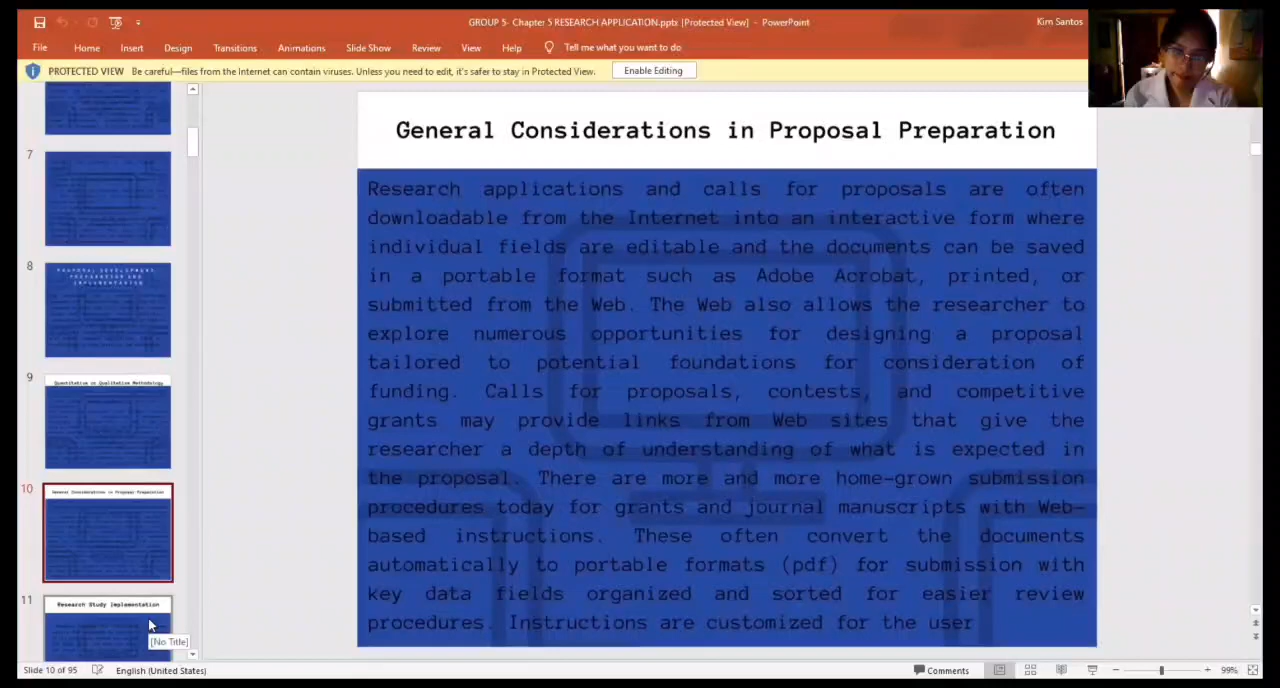 GROUP 5- Chapter 5 RESEARCH APPLICATION.pptx [Protected View] - PowerPoint
Kim Santos
File Home Insert Design Transitions Animations Slide Show Review View Help Tell me what you want to do
PROTECTED VIEW Be careful—files from the Internet can contain viruses. Unless you need to edit, it's safer to stay in Protected View. Enable Editing
7
8
PROPOSAL DEVELOPMENT
PREPARATION AND
IMPLEMENTATION
9
Quantitative vs Qualitative Methodology
10
General Considerations in Proposal Preparation
11
Research Study Implementation
[No Title]
General Considerations in Proposal Preparation
Research applications and calls for proposals are often
downloadable from the Internet into an interactive form where
individual fields are editable and the documents can be saved
in a portable format such as Adobe Acrobat, printed, or
submitted from the Web. The Web also allows the researcher to
explore numerous opportunities for designing a proposal
tailored to potential foundations for consideration of
funding. Calls for proposals, contests, and competitive
grants may provide links from Web sites that give the
researcher a depth of understanding of what is expected in
the proposal. There are more and more home-grown submission
procedures today for grants and journal manuscripts with Web-
based instructions. These often convert the documents
automatically to portable formats (pdf) for submission with
key data fields organized and sorted for easier review
procedures. Instructions are customized for the user
Slide 10 of 95 English (United States) Comments 99%